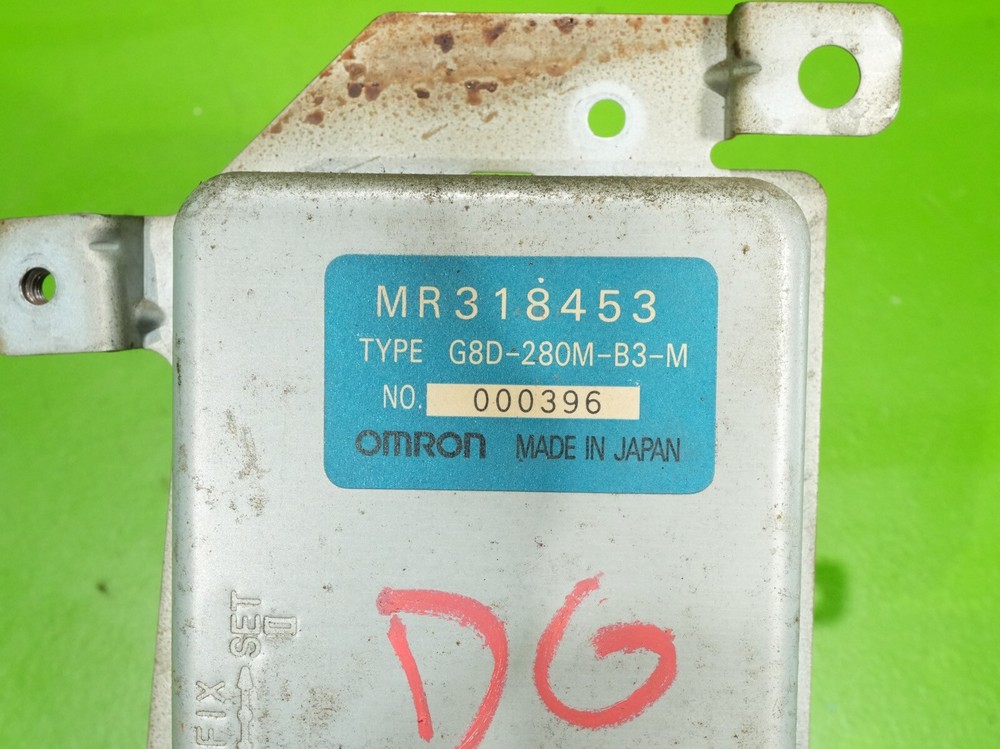 MR318453
TYPE G8D-280M-B3-M
NO. 000396
OMRON MADE IN JAPAN
DG
SET
FIX